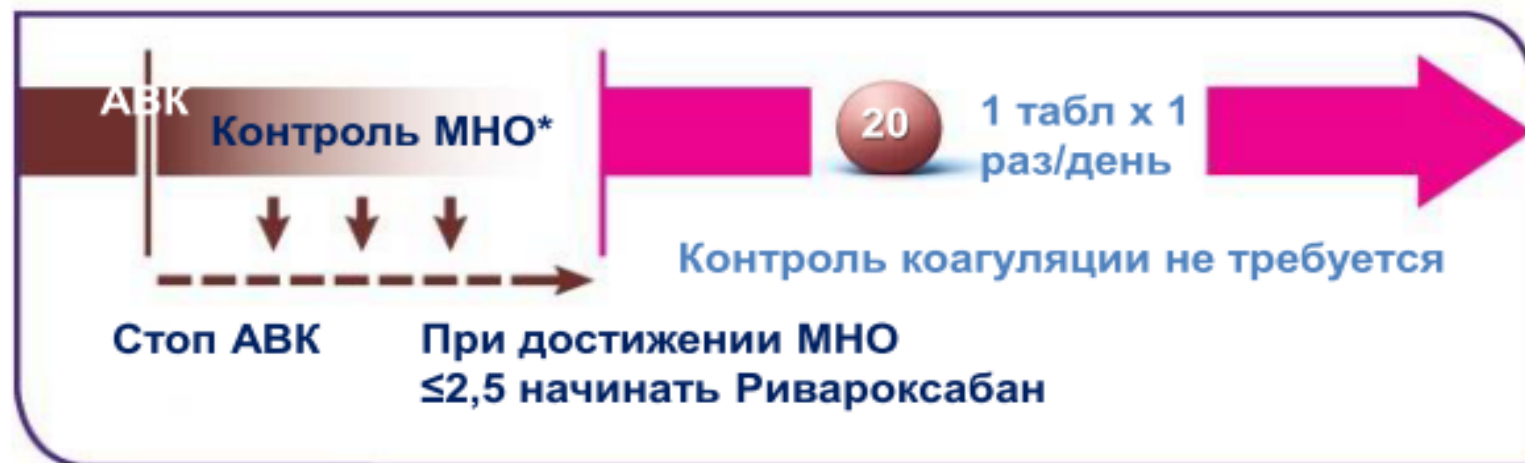 АВК
Контроль МНО*
20
1 табл х 1
раз/день
Контроль коагуляции не требуется
Стоп АВК
При достижении МНО
≤2,5 начинать Ривароксабан